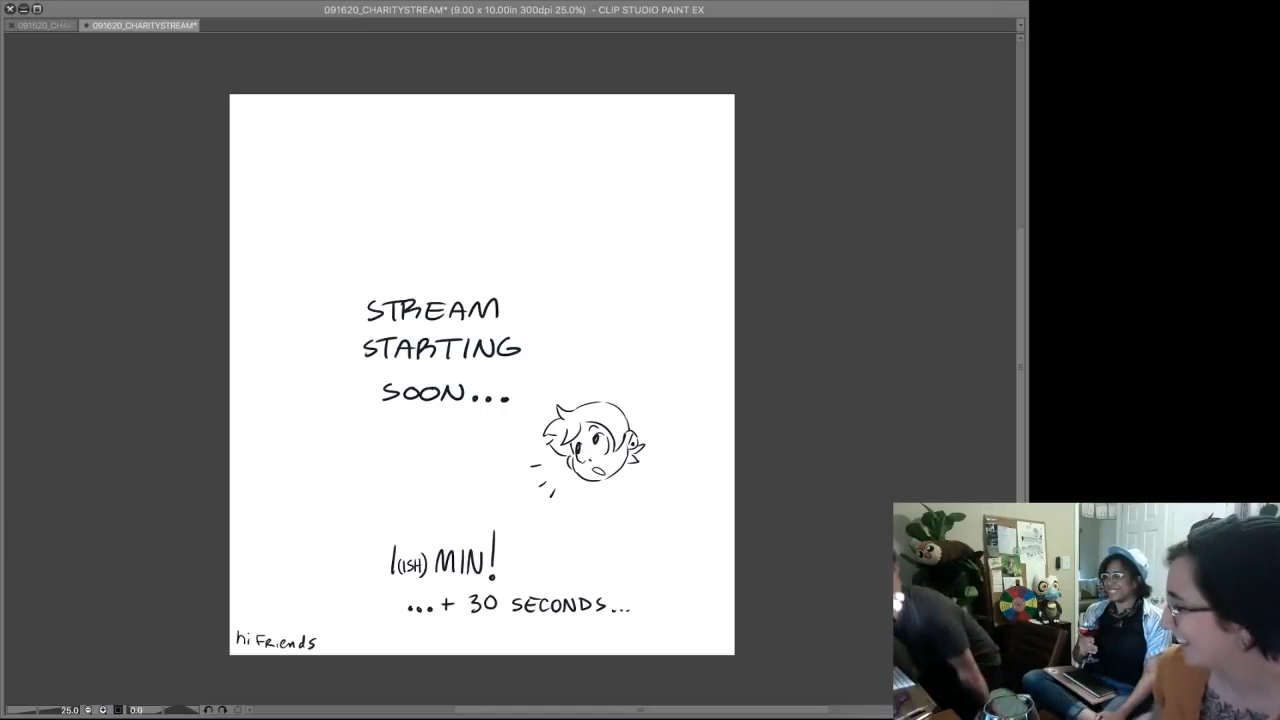 091620_CHARITYSTREAM* (9.00 x 10.00in 300dpi 25.0%) - CLIP STUDIO PAINT EX
091520_CHA 091620_CHARITYSTREAM*
STREAM
STARTING
SOON...
1(ISH) MIN!
...+ 30 SECONDS...
hi FRiends
25.0 0.0